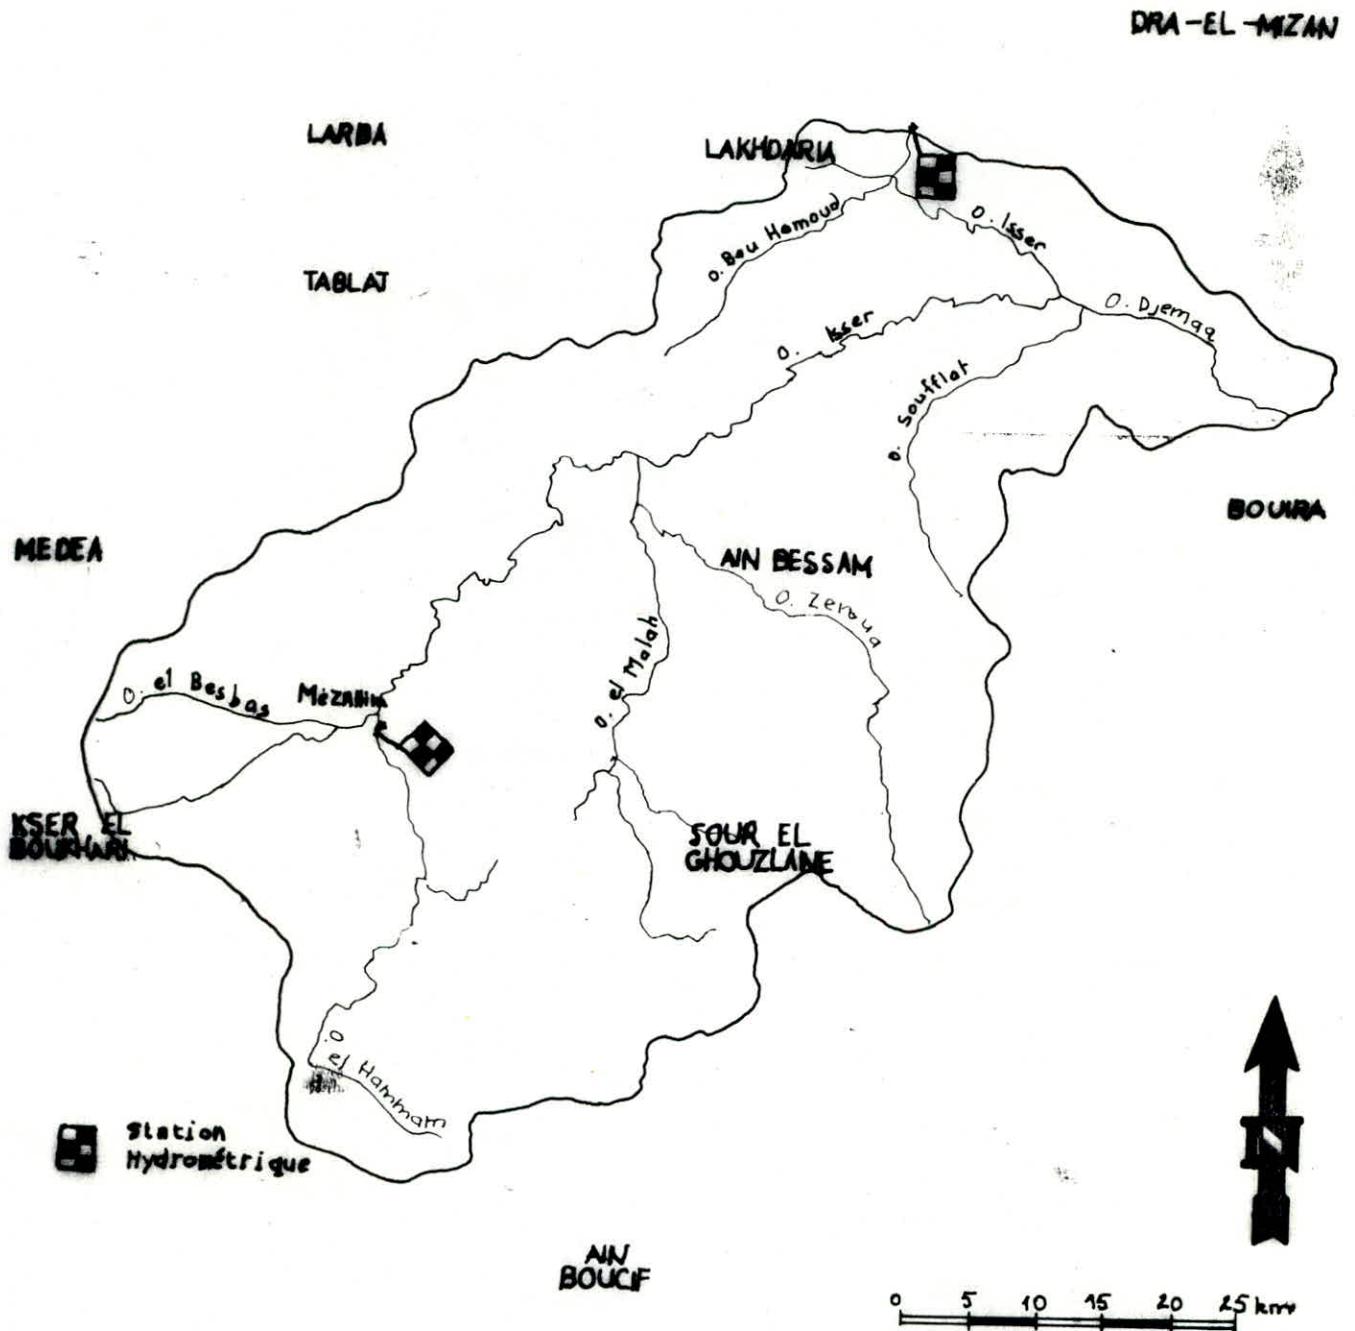 DRA-EL-MIZAN
LARBA
LAKHDARIA
O. Isser
O. Bou Hamoud
TABLAT
O. Djemaa
O. Isser
O. Soufflat
BOUIRA
MEDEA
AIN BESSAM
O. Zeroua
O. el Malah
O. el Besbas
KSER EL
BOUKHARI
SOUR EL
GHOUZLANE
O.
el Hammam
Station
Hydrométrique
N
AIN
BOUCIF
0 5 10 15 20 25 km